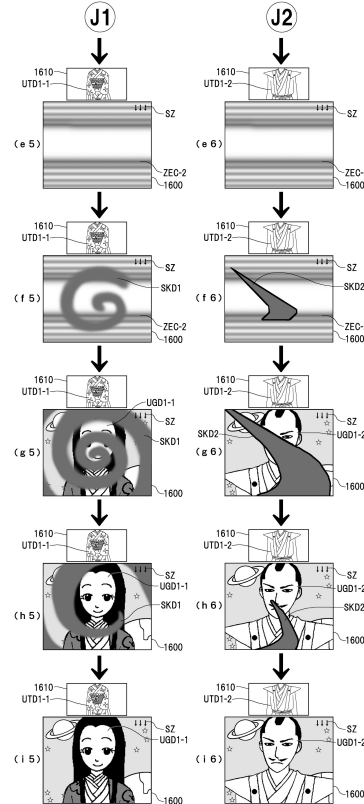 J1 J2
1610 1610
UTD1-1 UTD1-2
SZ SZ
(e5) (e6)
ZEC-2 ZEC-
1600 1600
1610 1610
UTD1-1 UTD1-2
SZ SZ
SKD1 SKD2
(f5) (f6)
ZEC-2 ZEC-
1600 1600
1610 1610
UTD1-1 UTD1-2
UGD1-1
SZ SZ
SKD1 SKD2 UGD1-2
(g5) (g6)
1600 1600
1610 1610
UTD1-1 UTD1-2
SZ SZ
UGD1-1 UGD1-2
SKD1 SKD2
(h5) (h6)
1600 1600
1610 1610
UTD1-1 UTD1-2
SZ SZ
UGD1-1 UGD1-2
(i5) (i6)
1600 1600